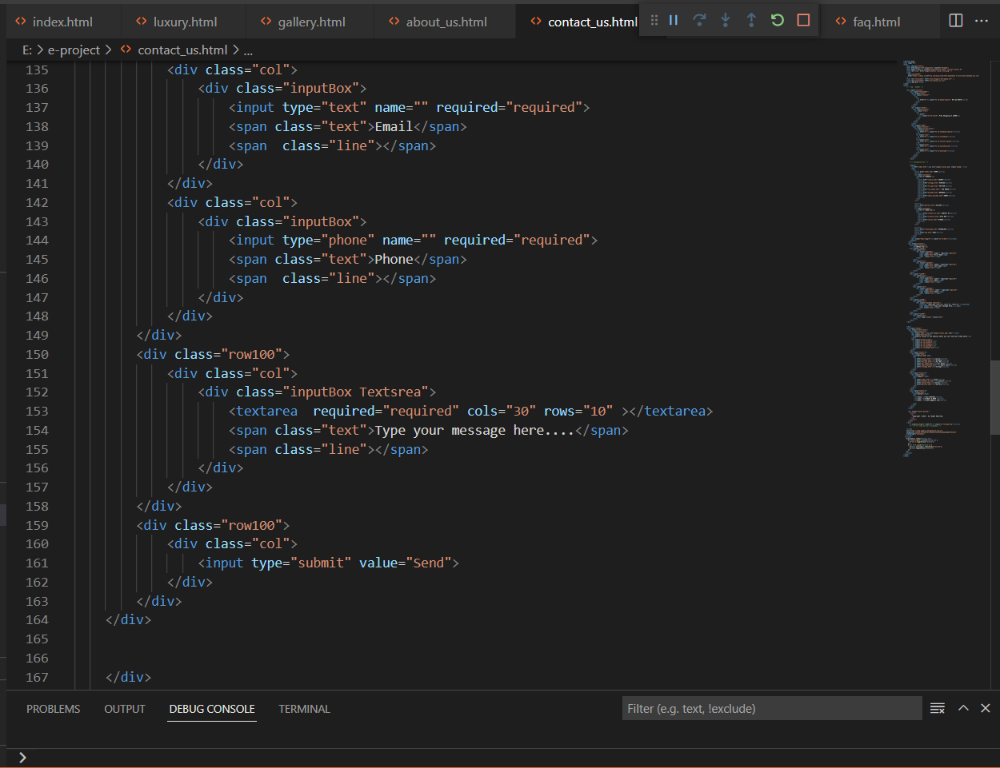 index.html luxury.html gallery.html about_us.html contact_us.html faq.html
E: > e-project > contact_us.html > ...
135 <div class="col">
136 <div class="inputBox">
137 <input type="text" name="" required="required">
138 <span class="text">Email</span>
139 <span  class="line"></span>
140 </div>
141 </div>
142 <div class="col">
143 <div class="inputBox">
144 <input type="phone" name="" required="required">
145 <span class="text">Phone</span>
146 <span  class="line"></span>
147 </div>
148 </div>
149 </div>
150 <div class="row100">
151 <div class="col">
152 <div class="inputBox Textsrea">
153 <textarea  required="required" cols="30" rows="10" ></textarea>
154 <span class="text">Type your message here....</span>
155 <span class="line"></span>
156 </div>
157 </div>
158 </div>
159 <div class="row100">
160 <div class="col">
161 <input type="submit" value="Send">
162 </div>
163 </div>
164 </div>
165
166
167 </div>
PROBLEMS OUTPUT DEBUG CONSOLE TERMINAL Filter (e.g. text, !exclude)